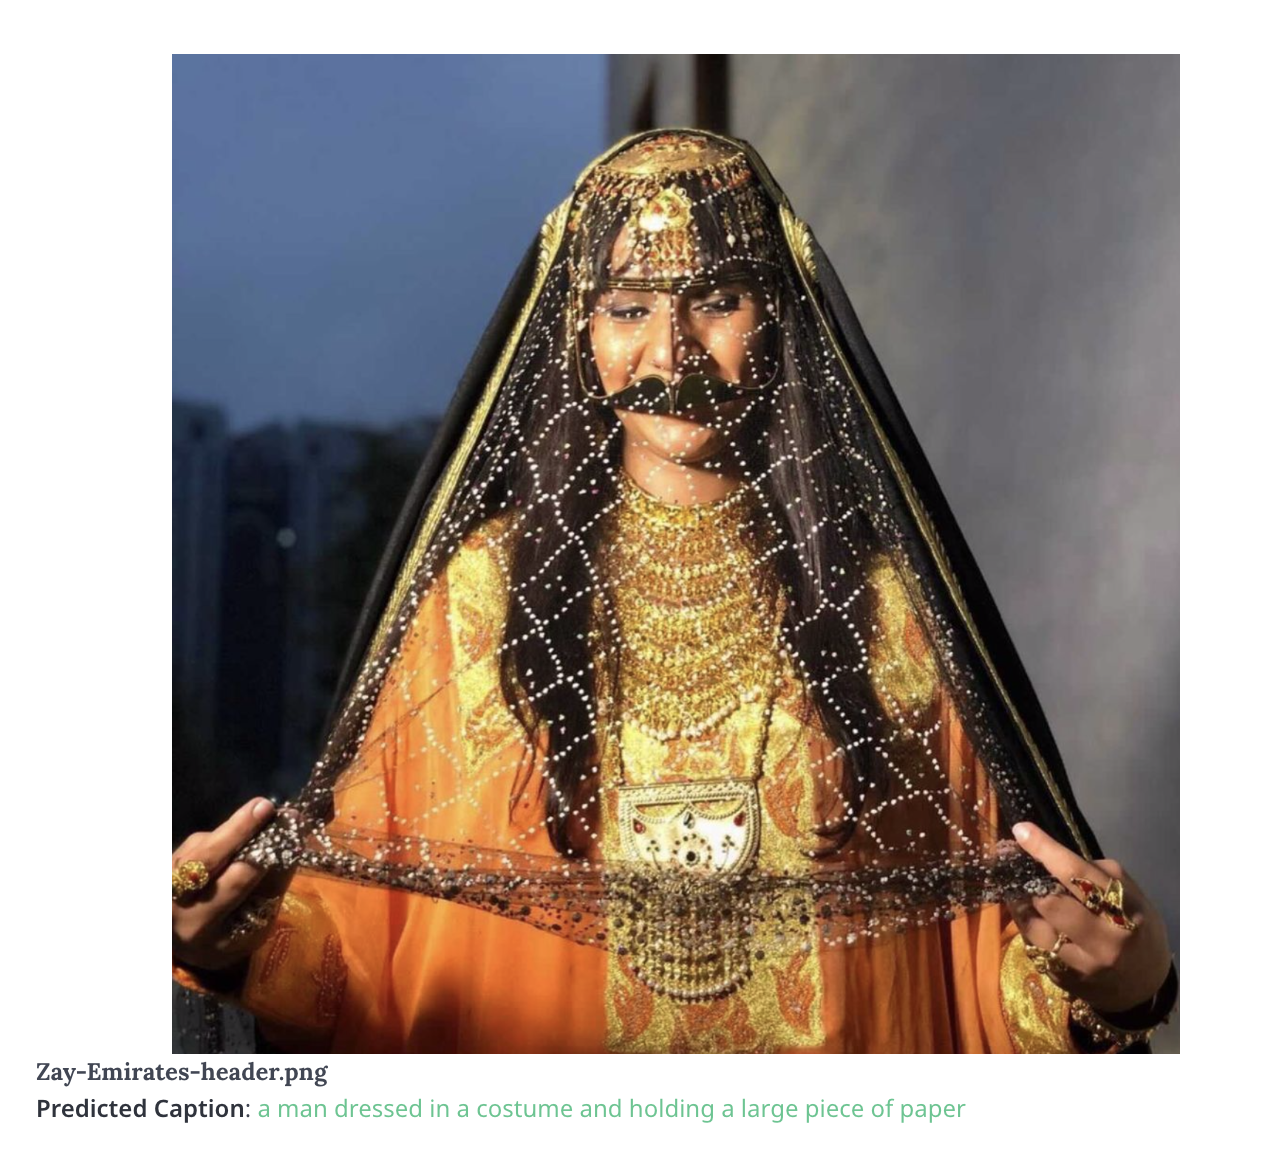 Zay-Emirates-header.png
Predicted Caption: a man dressed in a costume and holding a large piece of paper